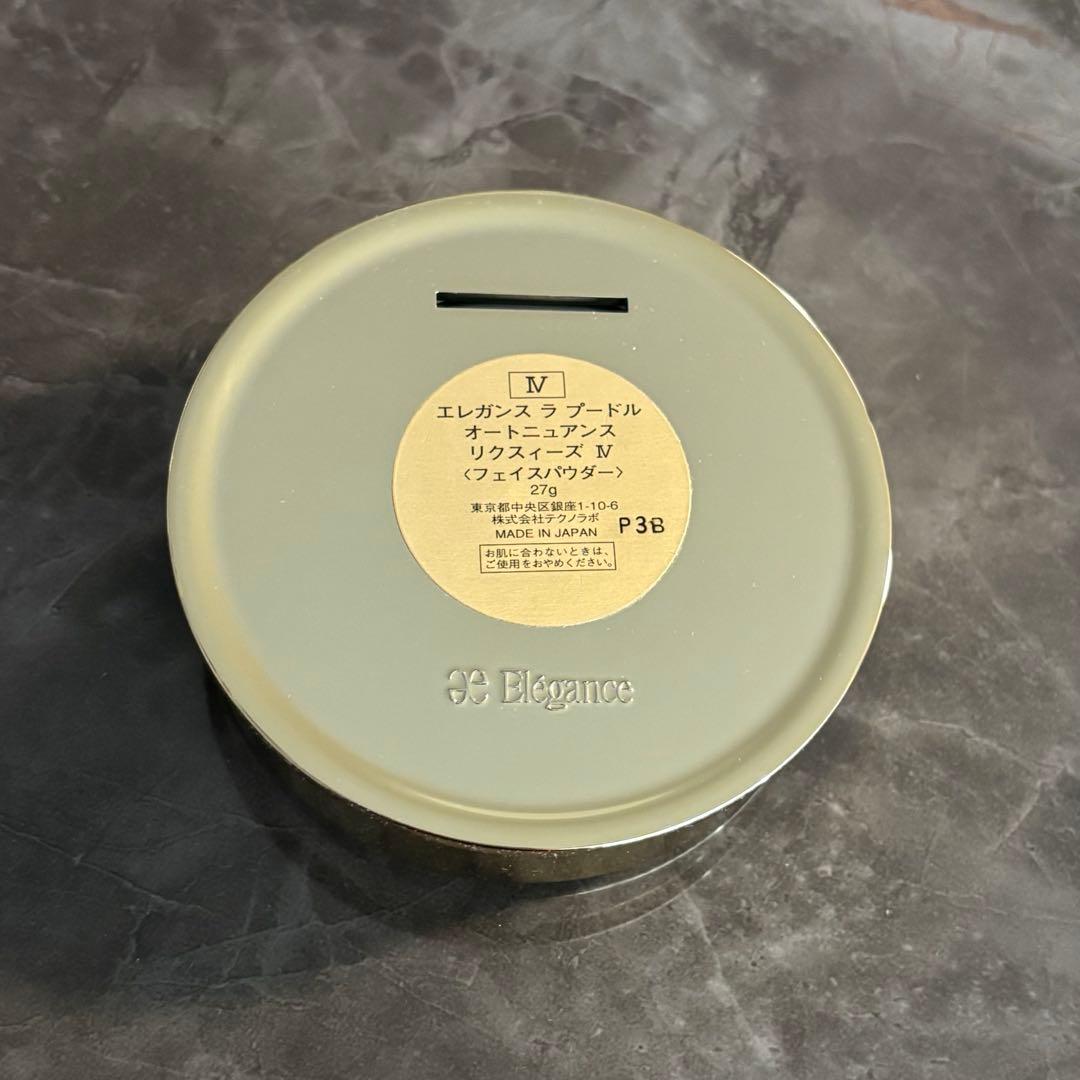 Ⅳ
エレガンス ラ プードル
オートニュアンス
リクスィーズ Ⅳ
〈フェイスパウダー〉
27g
東京都中央区銀座1-10-6
株式会社テクノラボ
MADE IN JAPAN
P3B
お肌に合わないときは、
ご使用をおやめください。
Elégance